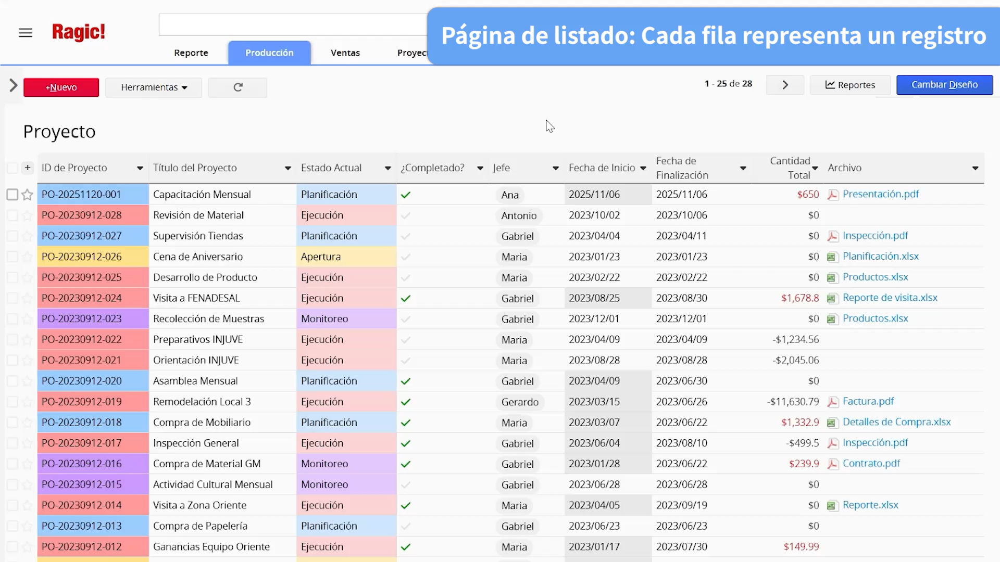 Ragic!
Página de listado: Cada fila representa un registro
Reporte Producción Ventas Proyect
+Nuevo Herramientas 1 - 25 de 28 Reportes Cambiar Diseño
Proyecto
+ ID de Proyecto Título del Proyecto Estado Actual ¿Completado? Jefe Fecha de Inicio Fecha de Finalización Cantidad Total Archivo
PO-20251120-001 Capacitación Mensual Planificación Ana 2025/11/06 2025/11/06 $650 Presentación.pdf
PO-20230912-028 Revisión de Material Ejecución Antonio 2023/10/02 2023/10/06 $0
PO-20230912-027 Supervisión Tiendas Planificación Gabriel 2023/04/04 2023/04/11 $0 Inspección.pdf
PO-20230912-026 Cena de Aniversario Apertura Maria 2023/01/23 2023/01/23 $0 Planificación.xlsx
PO-20230912-025 Desarrollo de Producto Ejecución Maria 2023/02/22 2023/02/22 $0 Productos.xlsx
PO-20230912-024 Visita a FENADESAL Ejecución Gabriel 2023/08/25 2023/08/30 $1,678.8 Reporte de visita.xlsx
PO-20230912-023 Recolección de Muestras Monitoreo Gabriel 2023/12/01 2023/12/01 $0 Productos.xlsx
PO-20230912-022 Preparativos INJUVE Ejecución Maria 2023/04/09 2023/04/09 -$1,234.56
PO-20230912-021 Orientación INJUVE Ejecución Maria 2023/08/28 2023/08/28 -$2,045.06
PO-20230912-020 Asamblea Mensual Planificación Gabriel 2023/04/09 2023/06/30 $0
PO-20230912-019 Remodelación Local 3 Ejecución Gerardo 2023/03/15 2023/06/26 -$11,630.79 Factura.pdf
PO-20230912-018 Compra de Mobiliario Planificación Maria 2023/03/07 2023/06/22 $1,332.9 Detalles de Compra.xlsx
PO-20230912-017 Inspección General Ejecución Gabriel 2023/06/04 2023/08/10 -$499.5 Inspección.pdf
PO-20230912-016 Compra de Material GM Monitoreo Gabriel 2023/01/28 2023/06/22 $239.9 Contrato.pdf
PO-20230912-015 Actividad Cultural Mensual Monitoreo Gabriel 2023/06/28 2023/06/28 $0
PO-20230912-014 Visita a Zona Oriente Ejecución Maria 2023/04/05 2023/09/19 $0 Reporte.xlsx
PO-20230912-013 Compra de Papelería Planificación Gabriel 2023/06/23 2023/06/23 $0
PO-20230912-012 Ganancias Equipo Oriente Ejecución Maria 2023/01/17 2023/07/30 $149.99